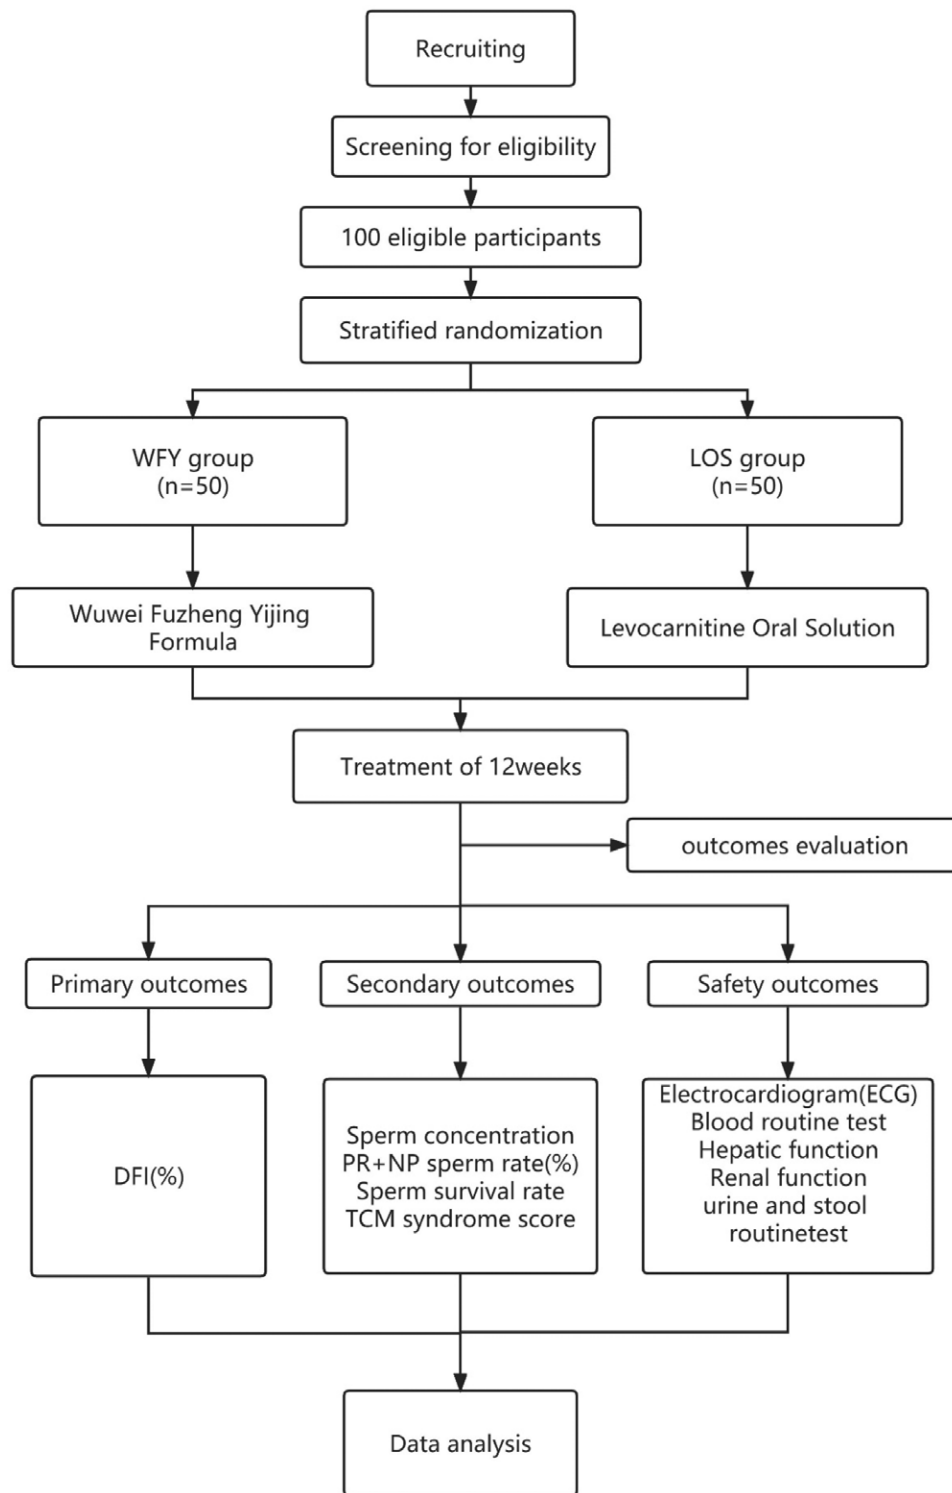 Recruiting
Screening for eligibility
100 eligible participants
Stratified randomization
WFY group
(n=50)
LOS group
(n=50)
Wuwei Fuzheng Yijing
Formula
Levocarnitine Oral Solution
Treatment of 12weeks
outcomes evaluation
Primary outcomes
Secondary outcomes
Safety outcomes
DFI(%)
Sperm concentration
PR+NP sperm rate(%)
Sperm survival rate
TCM syndrome score
Electrocardiogram(ECG)
Blood routine test
Hepatic function
Renal function
urine and stool
routinetest
Data analysis